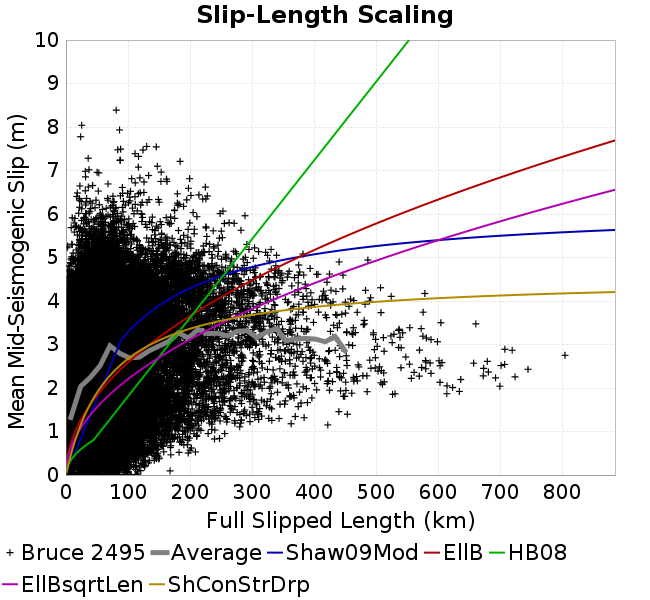 Slip-Length Scaling
Mean Mid-Seismogenic Slip (m)
10
9
8
7
6
5
4
3
2
1
0
0 100 200 300 400 500 600 700 800
Full Slipped Length (km)
Bruce 2495 Average Shaw09Mod EllB HB08
EllBsqrtLen ShConStrDrp